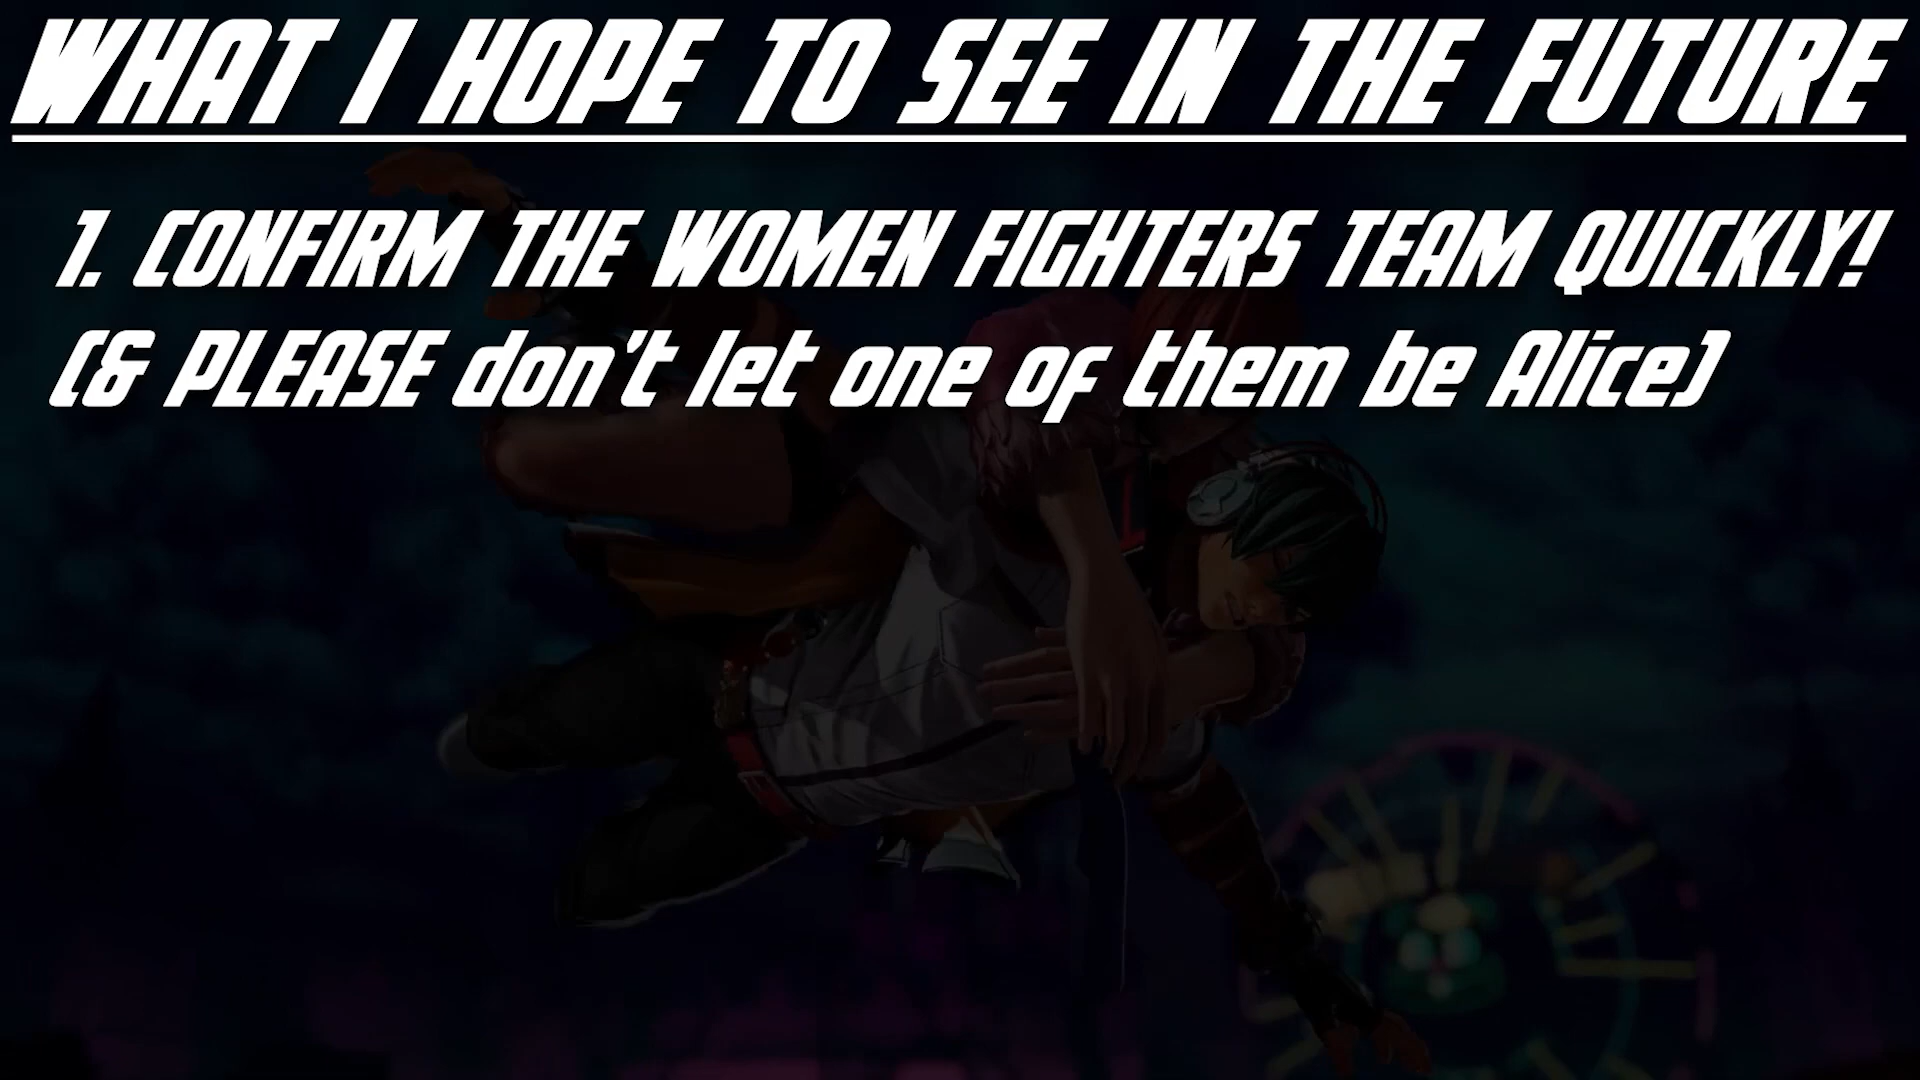 WHAT I HOPE TO SEE IN THE FUTURE
1. CONFIRM THE WOMEN FIGHTERS TEAM QUICKLY!
(& PLEASE don't let one of them be Alice)